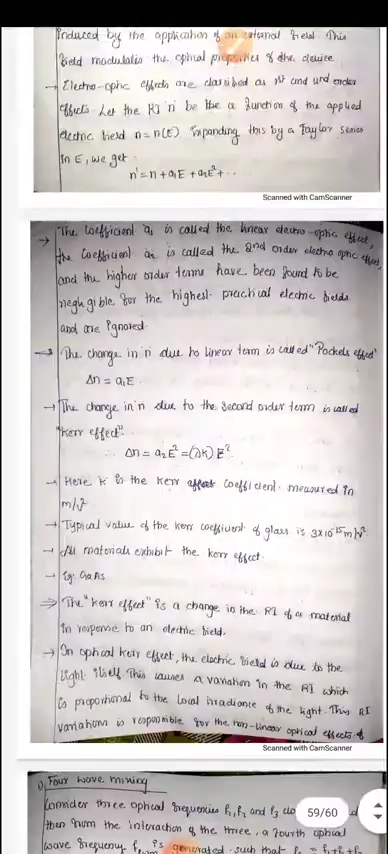 induced by the application of an external field. This
field modulates the optical properties of the device
→ Electro-optic effects are classified as 1st and 2nd order
effects. Let the RI 'n' be the a function of the applied
electric field n=n(E) Expanding this by a Taylor series
in E, we get
n'=n+a₁E+a₂E²+..
Scanned with CamScanner
→ The coefficient a₁ is called the linear electro-optic effect,
the coefficient a₂ is called the 2nd order electro optic effect
and the higher order terms have been found to be
negligible for the highest practical electric fields
and are ignored.
→ The change in n due to linear term is called "Pockels effect"
Δn = a₁E.
→ The change in n due to the second order term is called
"Kerr effect".
∴ Δn = a₂E² = (λK) E².
→ Here K is the Kerr effect coefficient measured in
m/v²
→ Typical value of the kerr coefficient of glass is 3×10⁻¹⁵ m/v².
→ All materials exhibit the kerr effect.
→ Eg: GaAs
⇒ The "kerr effect" is a change in the RI of a material
in response to an electric field.
→ In optical kerr effect, the electric field is due to the
light itself This causes a variation in the RI which
is proportional to the local irradiance of the light. This RI
variation is responsible for the non-linear optical effects of
Scanned with CamScanner
Four wave mixing
Consider three optical frequencies f₁, f₂ and f₃
then from the interaction of the three, a fourth optical
wave frequency is generated such that
59/60